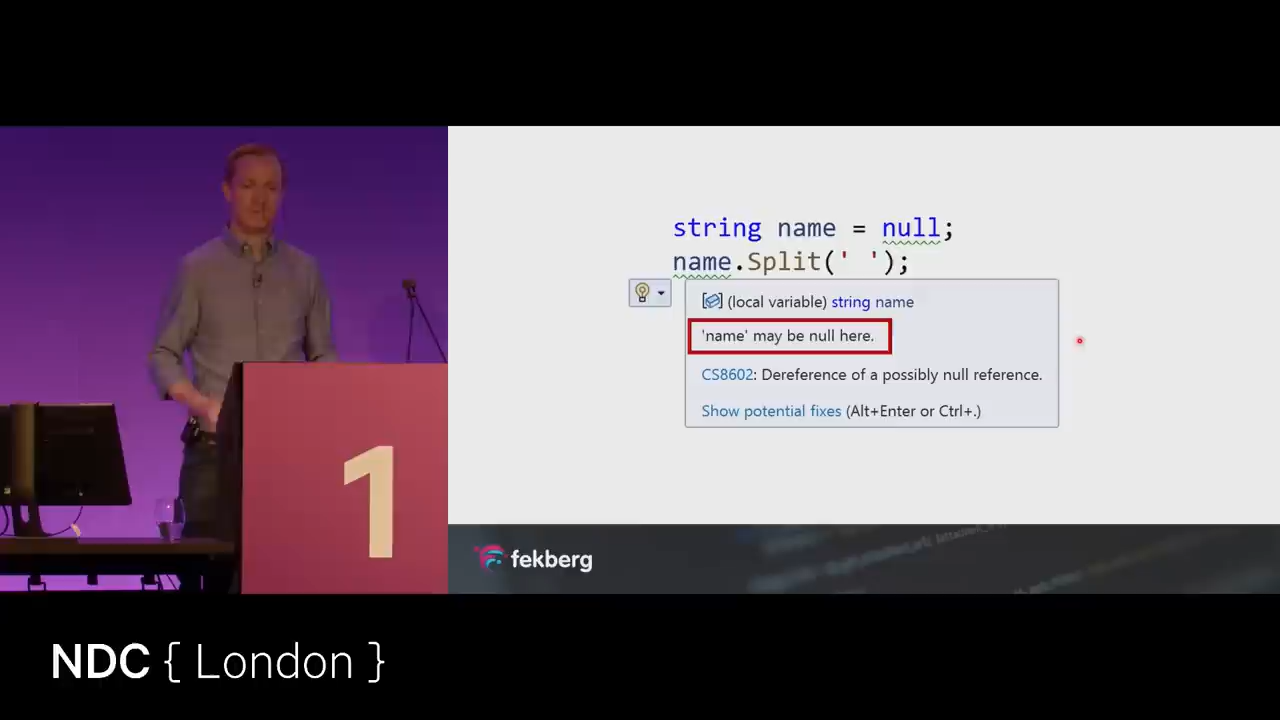 string name = null;
name.Split(' ');
(local variable) string name
'name' may be null here.
CS8602: Dereference of a possibly null reference.
Show potential fixes (Alt+Enter or Ctrl+.)
1
fekberg
NDC { London }